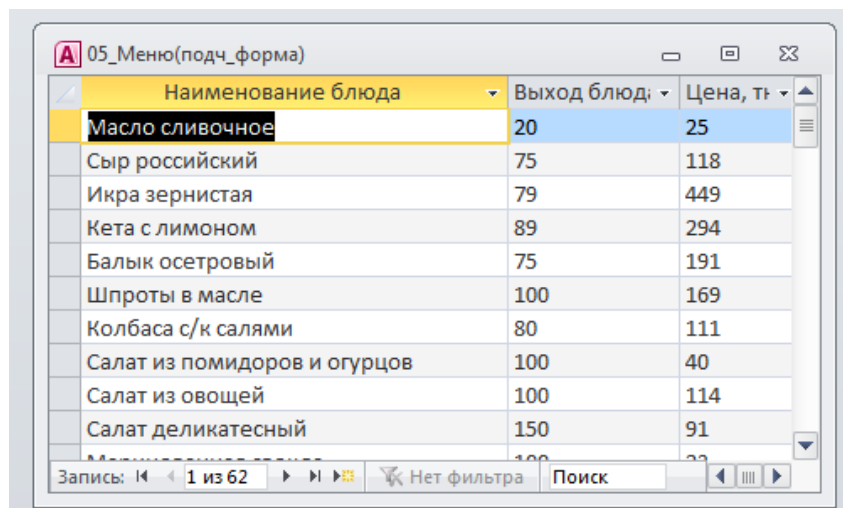 05_Меню(подч_форма)
Наименование блюда Выход блюд Цена, тн
Масло сливочное 20 25
Сыр российский 75 118
Икра зернистая 79 449
Кета с лимоном 89 294
Балык осетровый 75 191
Шпроты в масле 100 169
Колбаса с/к салями 80 111
Салат из помидоров и огурцов 100 40
Салат из овощей 100 114
Салат деликатесный 150 91
Запись: 1 из 62 Нет фильтра Поиск